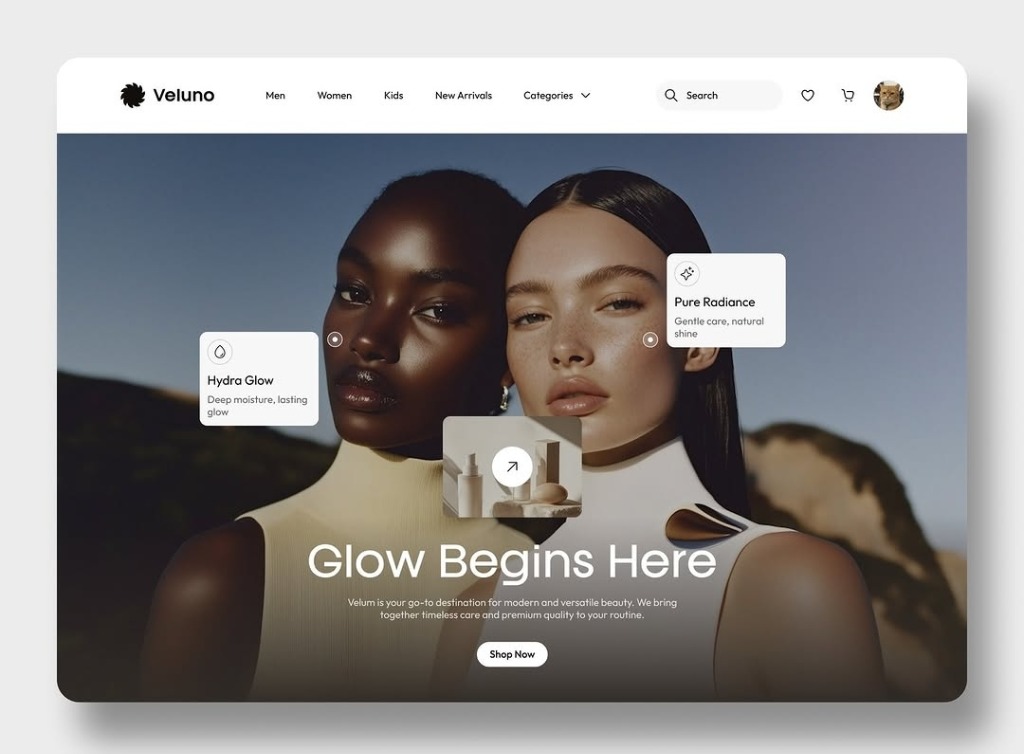 Veluno
Men
Women
Kids
New Arrivals
Categories
Search
Pure Radiance
Gentle care, natural
shine
Hydra Glow
Deep moisture, lasting
glow
Glow Begins Here
Velum is your go-to destination for modern and versatile beauty. We bring
together timeless care and premium quality to your routine.
Shop Now